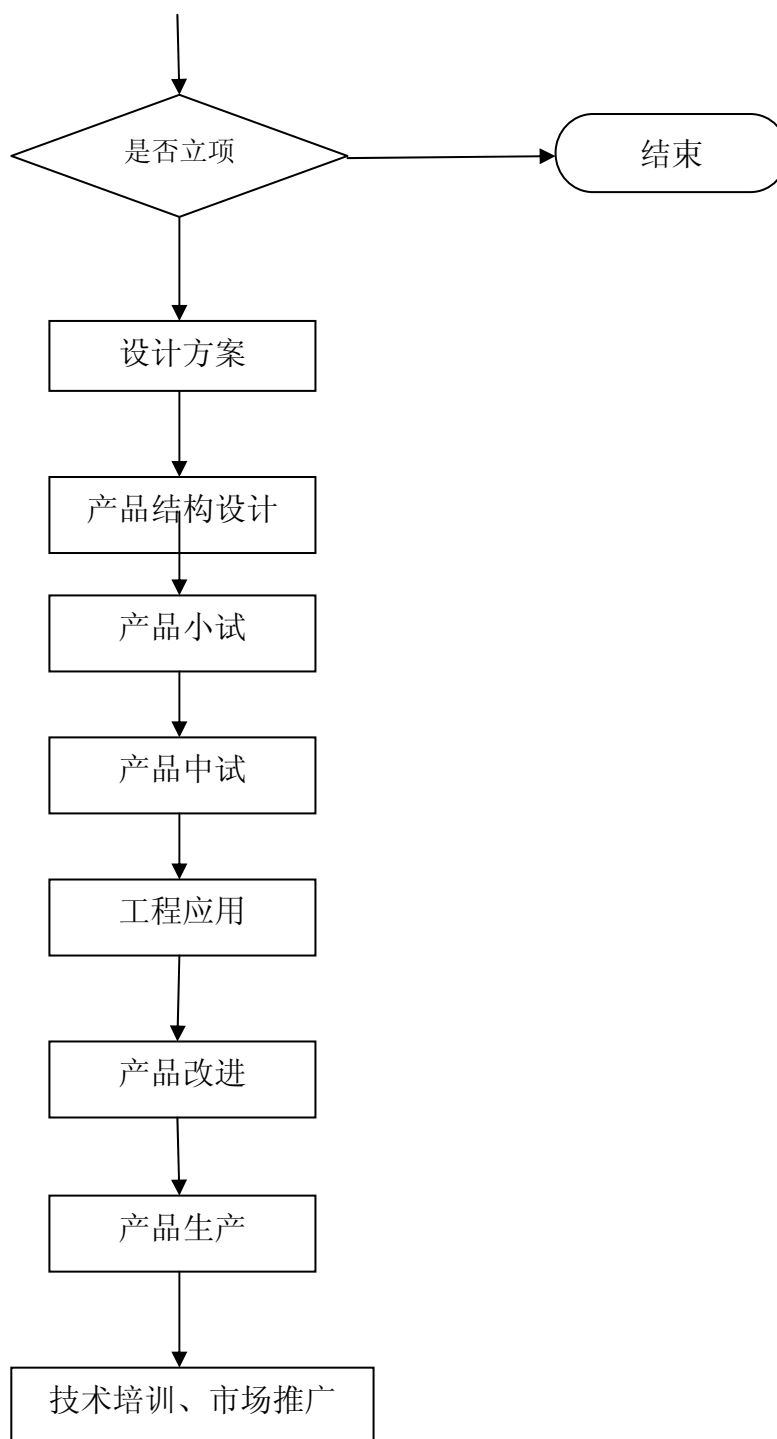 是否立项
结束
设计方案
产品结构设计
产品小试
产品中试
工程应用
产品改进
产品生产
技术培训、市场推广